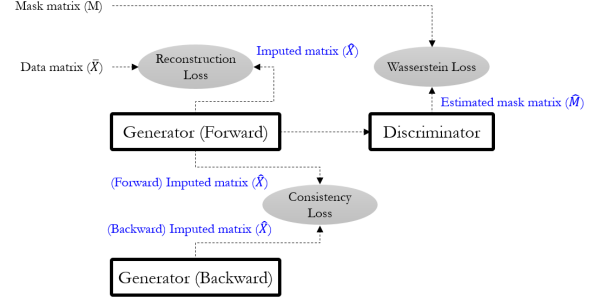 Mask matrix (M)
Imputed matrix (X̂)
Reconstruction
Loss
Data matrix (X̄)
Wasserstein Loss
Estimated mask matrix (M̂)
Generator (Forward)
Discriminator
(Forward) Imputed matrix (X̂)
Consistency
Loss
(Backward) Imputed matrix (X̂)
Generator (Backward)